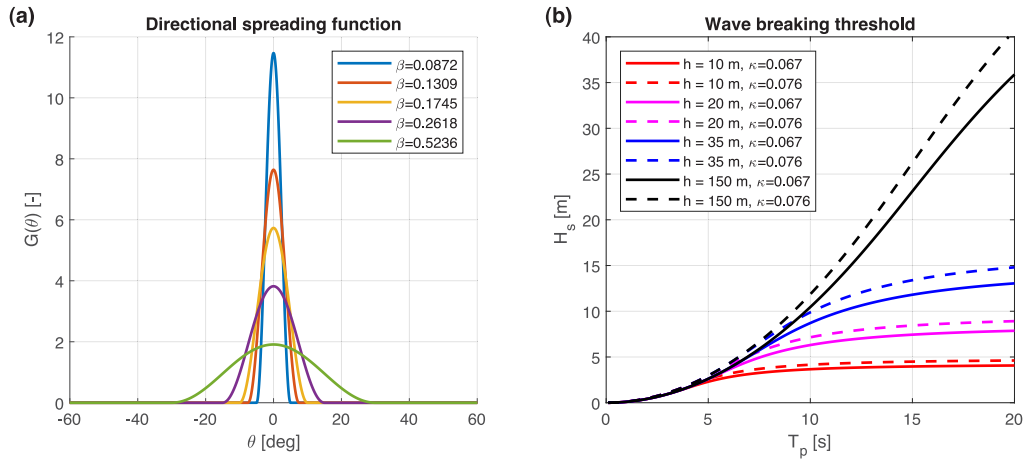 (a)
Directional spreading function
12
10
8
6
4
2
0
-60
-40
-20
0
20
40
60
G(θ) [-]
θ [deg]
β=0.0872
β=0.1309
β=0.1745
β=0.2618
β=0.5236
(b)
Wave breaking threshold
40
35
30
25
20
15
10
5
0
0
5
10
15
20
H_s [m]
T_p [s]
h = 10 m, κ=0.067
h = 10 m, κ=0.076
h = 20 m, κ=0.067
h = 20 m, κ=0.076
h = 35 m, κ=0.067
h = 35 m, κ=0.076
h = 150 m, κ=0.067
h = 150 m, κ=0.076